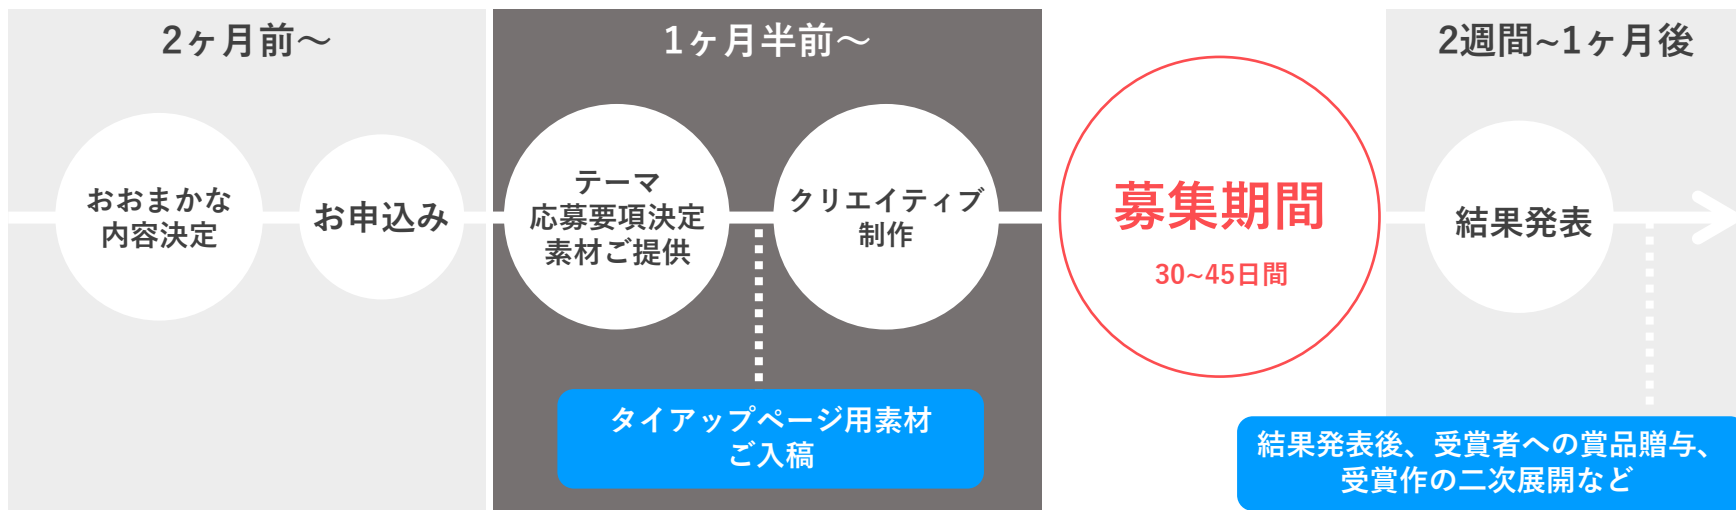 2ヶ月前～
おおまかな
内容決定
お申込み
1ヶ月半前～
テーマ
応募要項決定
素材ご提供
クリエイティブ
制作
タイアップページ用素材
ご入稿
募集期間
30~45日間
2週間~1ヶ月後
結果発表
結果発表後、受賞者への賞品贈与、
受賞作の二次展開など